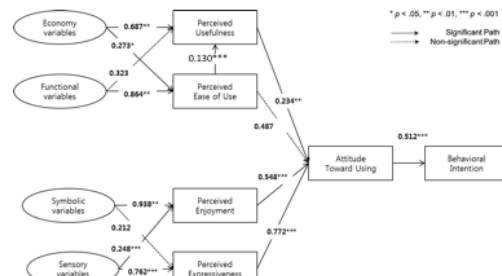 * p < .05, ** p < .01, *** p < .001
Significant Path
Non-significant Path
Economy
variables
0.687**
0.273*
Perceived
Usefulness
0.130***
0.323
Functional
variables
0.864**
Perceived
Ease of Use
0.234**
0.487
Attitude
Toward Using
0.512***
Behavioral
Intention
0.548***
Symbolic
variables
0.938**
0.212
Perceived
Enjoyment
0.772***
0.248***
Sensory
variables
0.762***
Perceived
Expressiveness